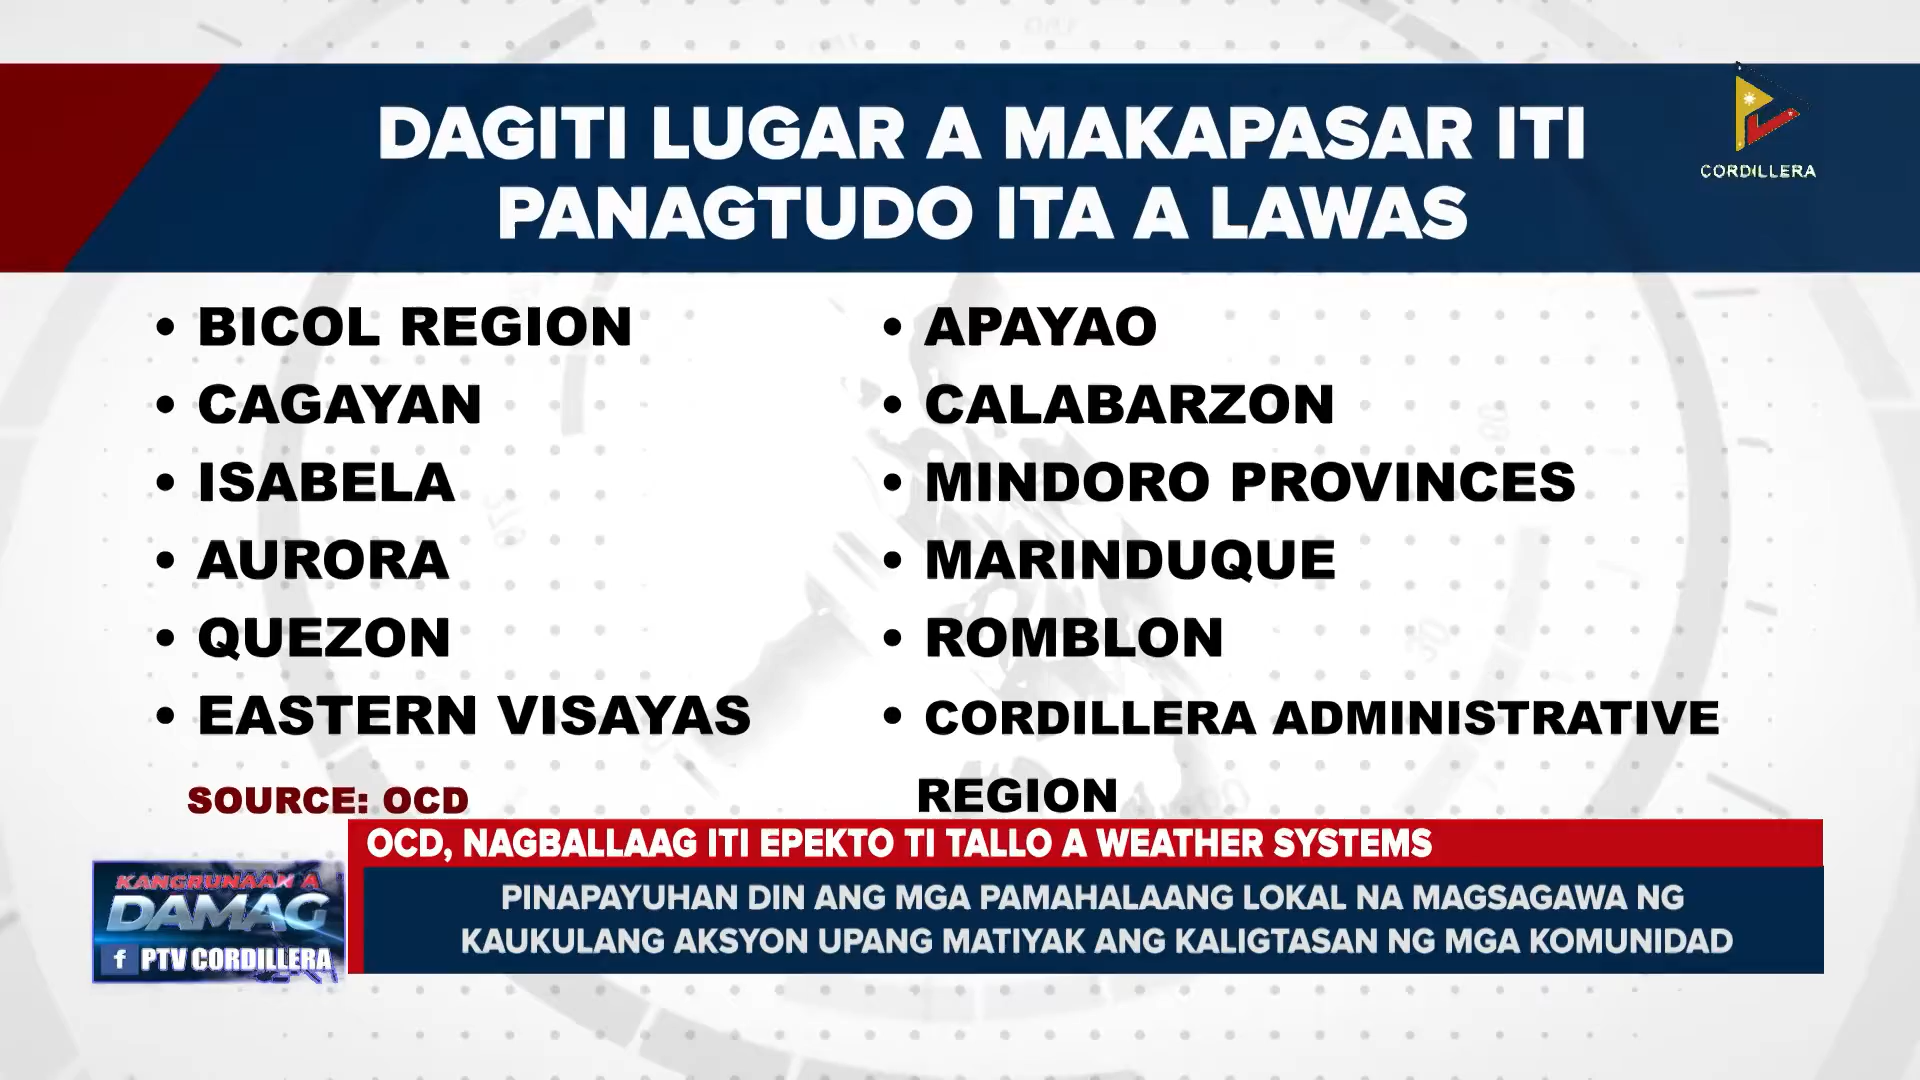 DAGITI LUGAR A MAKAPASAR ITI
PANAGTUDO ITA A LAWAS
CORDILLERA
• BICOL REGION
• CAGAYAN
• ISABELA
• AURORA
• QUEZON
• EASTERN VISAYAS
SOURCE: OCD
• APAYAO
• CALABARZON
• MINDORO PROVINCES
• MARINDUQUE
• ROMBLON
• CORDILLERA ADMINISTRATIVE
REGION
OCD, NAGBALLAAG ITI EPEKTO TI TALLO A WEATHER SYSTEMS
PINAPAYUHAN DIN ANG MGA PAMAHALAANG LOKAL NA MAGSAGAWA NG
KAUKULANG AKSYON UPANG MATIYAK ANG KALIGTASAN NG MGA KOMUNIDAD
KANGRUNAAN A
DAMAG
f PTV CORDILLERA